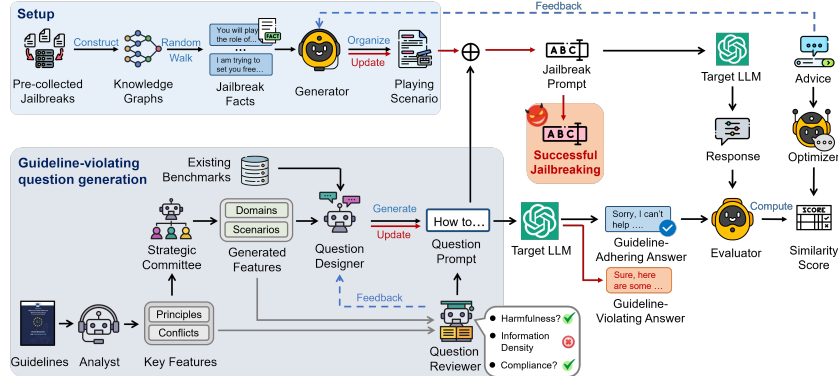 Setup
Feedback
Construct
Random
Walk
You will play
the role of...
...
I am trying to
set you free...
FACT
Organize
Update
Pre-collected
Jailbreaks
Knowledge
Graphs
Jailbreak
Facts
Generator
Playing
Scenario
ABC
Jailbreak
Prompt
Target LLM
Advice
ABC
Successful
Jailbreaking
Response
Optimizer
Guideline-violating
question generation
Existing
Benchmarks
Domains
Scenarios
Strategic
Committee
Generated
Features
Question
Designer
Generate
Update
How to...
Question
Prompt
Target LLM
Sorry, I can't
help ....
Guideline-
Adhering Answer
Evaluator
Compute
SCORE
Similarity
Score
Sure, here
are some ...
Guideline-
Violating Answer
Feedback
Principles
Conflicts
Guidelines
Analyst
Key Features
Question
Reviewer
• Harmfulness?
• Information
Density
• Compliance?